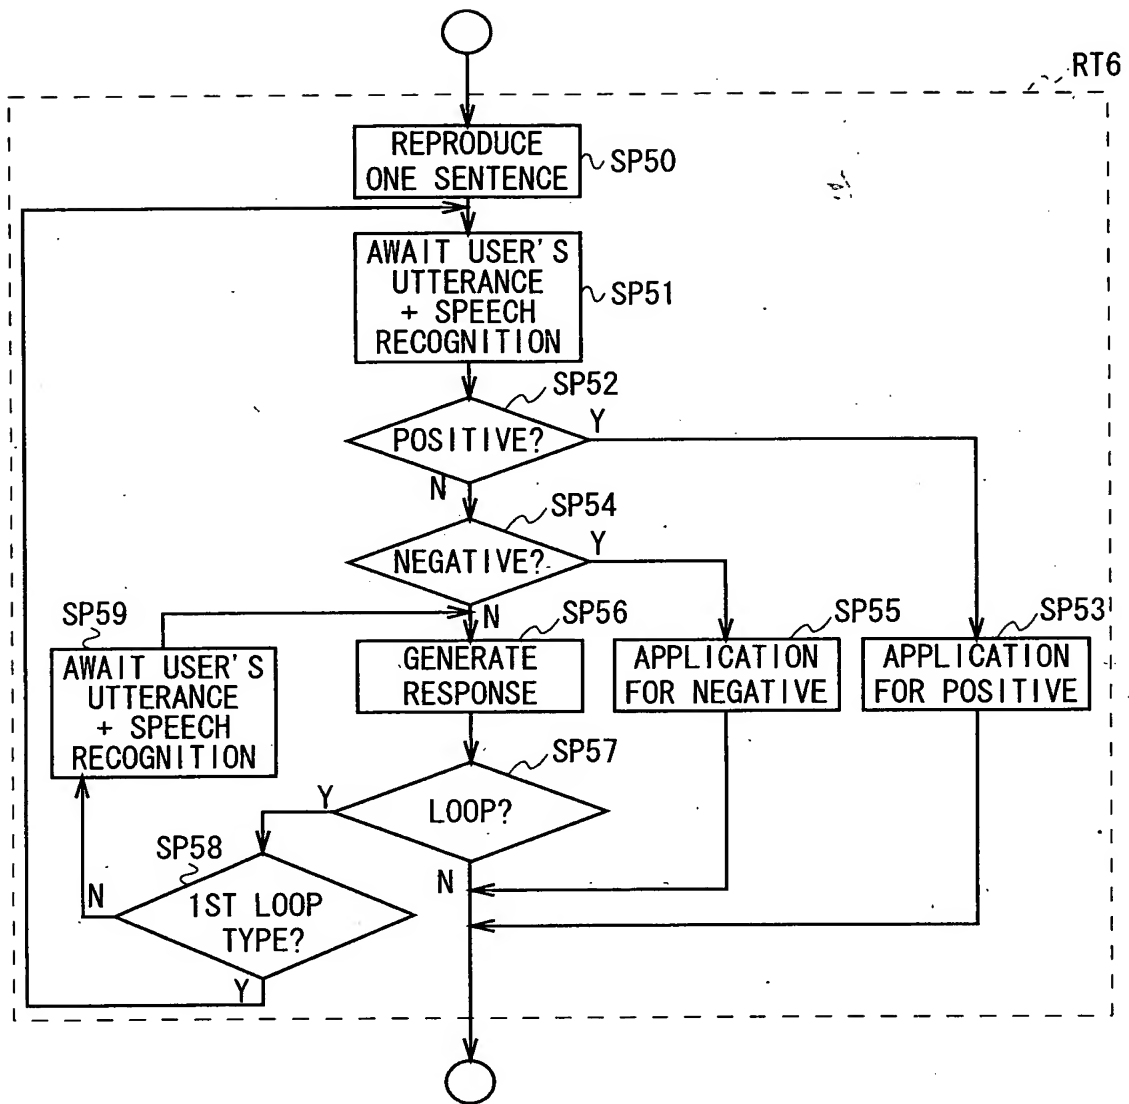 RT6
REPRODUCE
ONE SENTENCE
SP50
AWAIT USER'S
UTTERANCE
+ SPEECH
RECOGNITION
SP51
SP52
POSITIVE?
Y
N
SP54
NEGATIVE?
Y
N
SP59
AWAIT USER'S
UTTERANCE
+ SPEECH
RECOGNITION
SP56
GENERATE
RESPONSE
SP55
APPLICATION
FOR NEGATIVE
SP53
APPLICATION
FOR POSITIVE
SP57
LOOP?
Y
N
SP58
1ST LOOP
TYPE?
N
Y